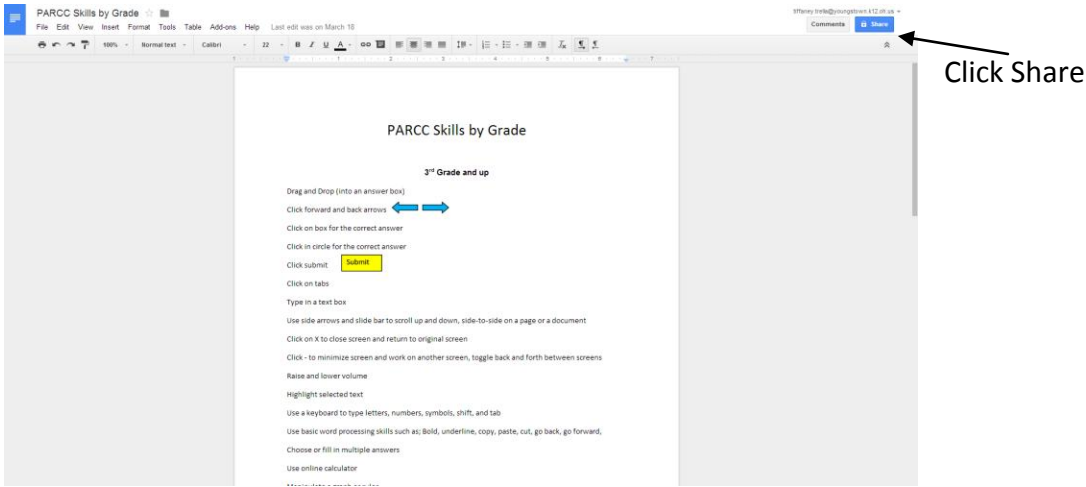 PARCC Skills by Grade
File Edit View Insert Format Tools Table Add-ons Help Last edit was on March 18
Comments Share
100% Normal text Calibri 22 B I U A
Click Share
PARCC Skills by Grade
3rd Grade and up
Drag and Drop (into an answer box)
Click forward and back arrows
Click on box for the correct answer
Click in circle for the correct answer
Click submit Submit
Click on tabs
Type in a text box
Use side arrows and slide bar to scroll up and down, side-to-side on a page or a document
Click on X to close screen and return to original screen
Click - to minimize screen and work on another screen, toggle back and forth between screens
Raise and lower volume
Highlight selected text
Use a keyboard to type letters, numbers, symbols, shift, and tab
Use basic word processing skills such as; Bold, underline, copy, paste, cut, go back, go forward,
Choose or fill in multiple answers
Use online calculator